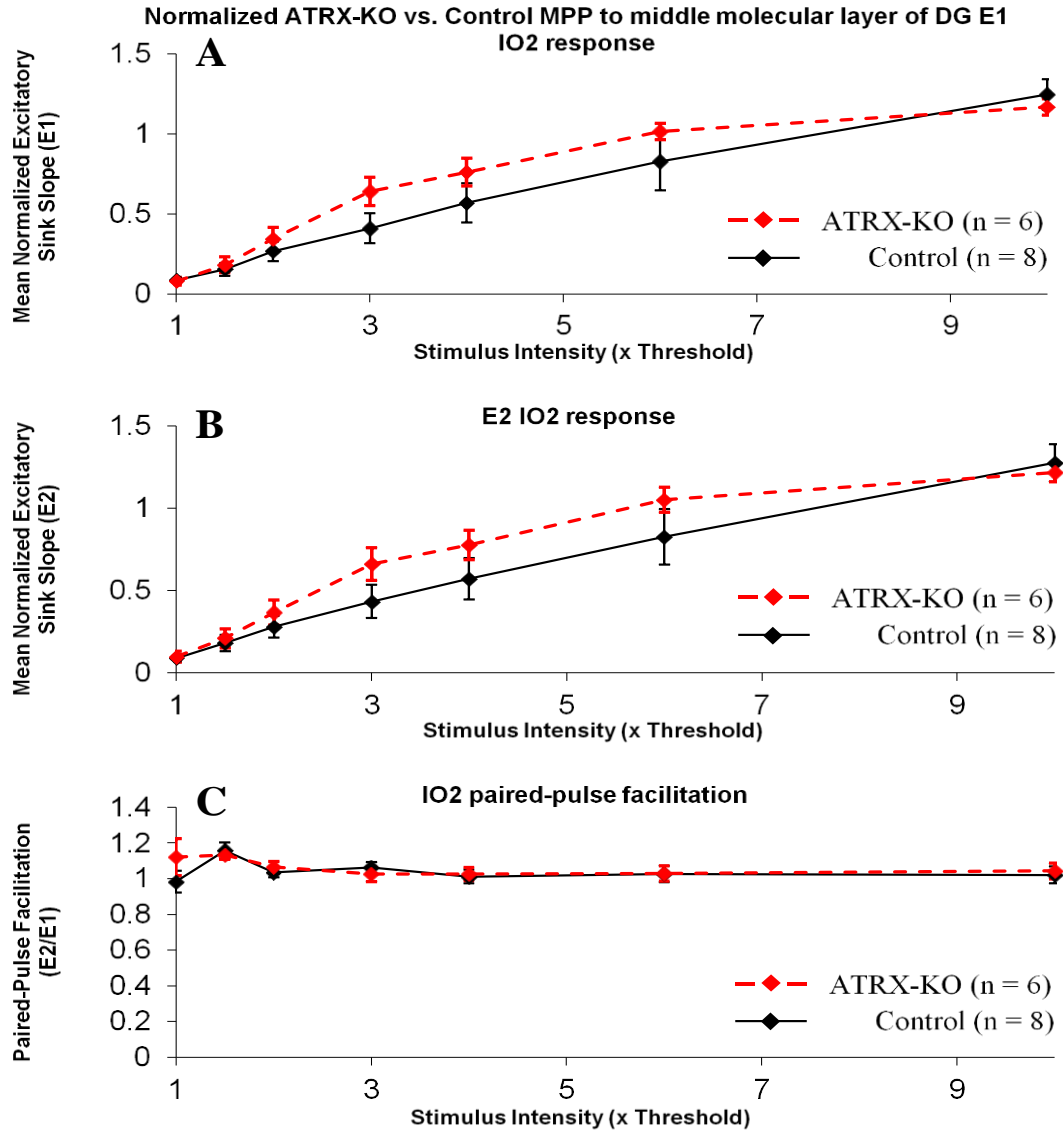 Normalized ATRX-KO vs. Control MPP to middle molecular layer of DG E1
IO2 response
A
Mean Normalized Excitatory
Sink Slope (E1)
1.5
1
0.5
0
ATRX-KO (n = 6)
Control (n = 8)
1 3 5 7 9
Stimulus Intensity (x Threshold)
B
E2 IO2 response
Mean Normalized Excitatory
Sink Slope (E2)
1.5
1
0.5
0
ATRX-KO (n = 6)
Control (n = 8)
1 3 5 7 9
Stimulus Intensity (x Threshold)
C
IO2 paired-pulse facilitation
Paired-Pulse Facilitation
(E2/E1)
1.4
1.2
1
0.8
0.6
0.4
0.2
0
ATRX-KO (n = 6)
Control (n = 8)
1 3 5 7 9
Stimulus Intensity (x Threshold)